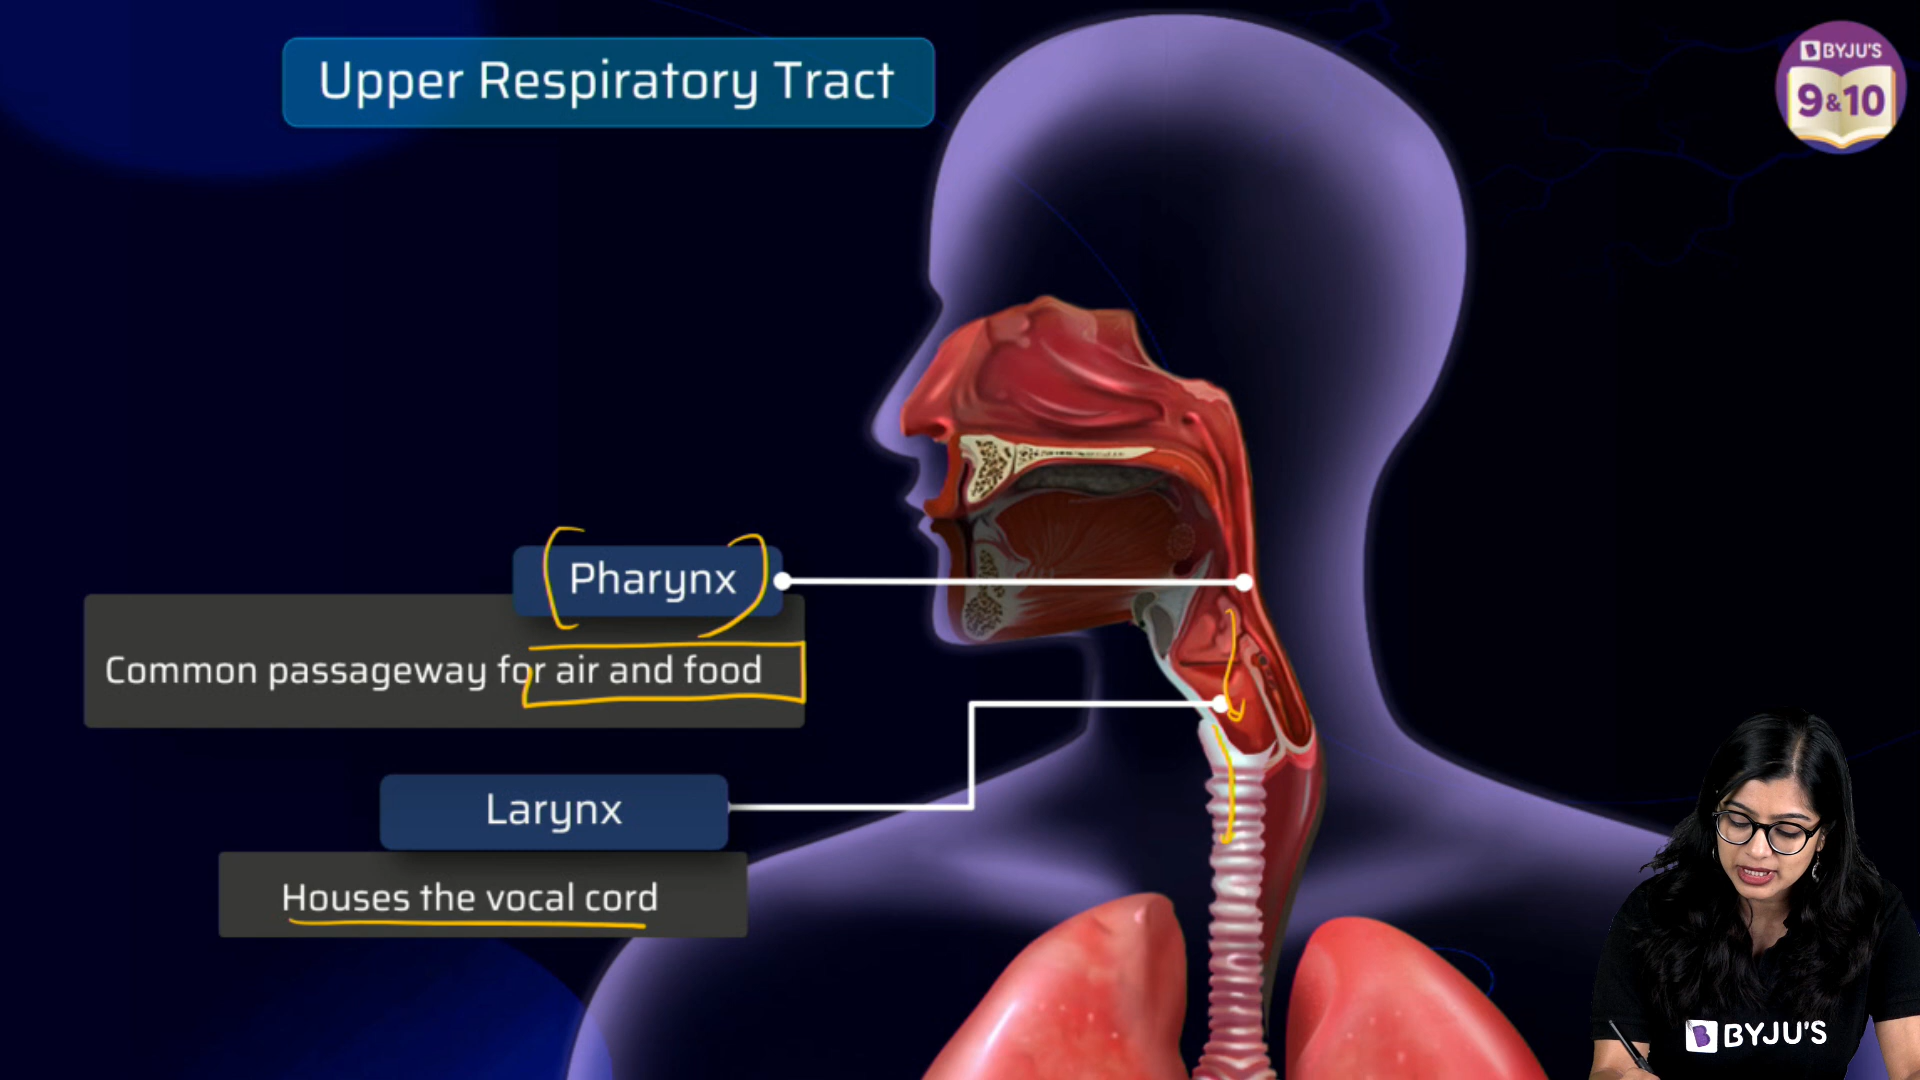 Upper Respiratory Tract
BYJU'S
9&10
Pharynx
Common passageway for air and food
Larynx
Houses the vocal cord
BYJU'S